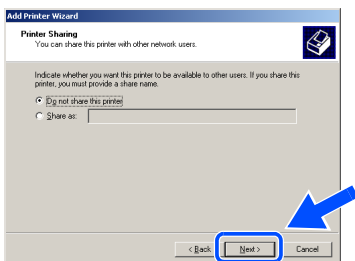 Add Printer Wizard
Printer Sharing
You can share this printer with other network users.
Indicate whether you want this printer to be available to other users. If you share this
printer, you must provide a share name.
Do not share this printer
Share as:
< Back Next > Cancel